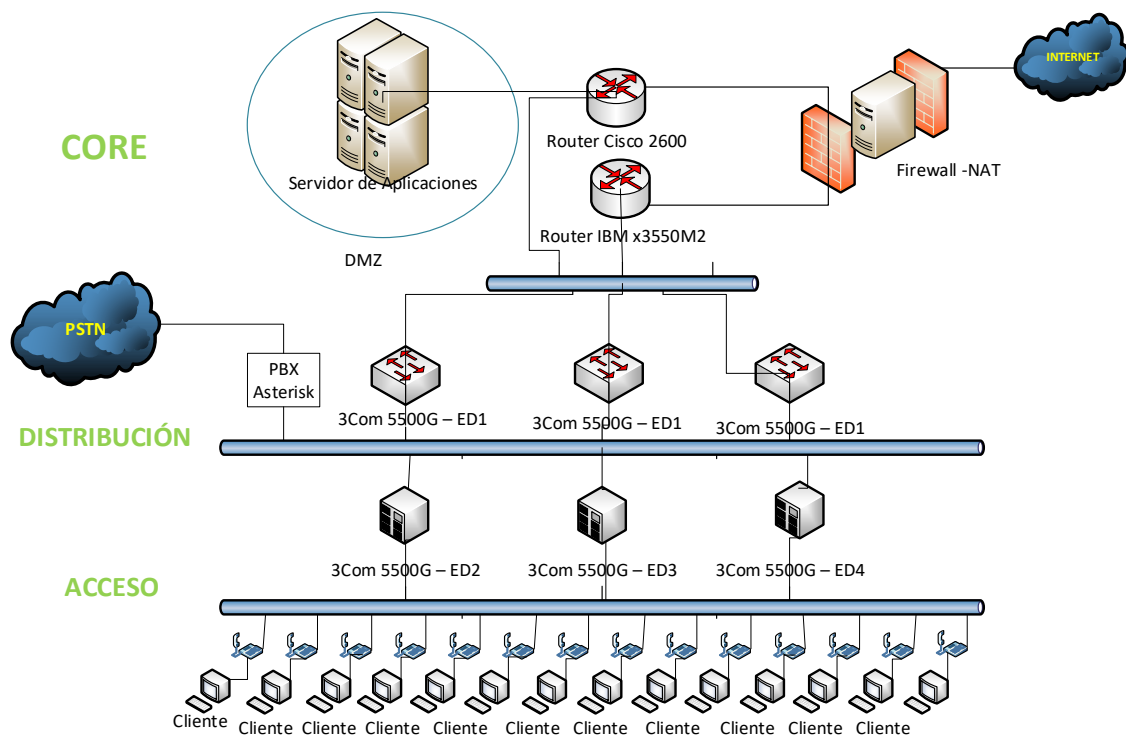 INTERNET
CORE
Router Cisco 2600
Servidor de Aplicaciones
Firewall -NAT
Router IBM x3550M2
DMZ
PSTN
PBX
Asterisk
3Com 5500G – ED1
3Com 5500G – ED1
3Com 5500G – ED1
DISTRIBUCIÓN
3Com 5500G – ED2
3Com 5500G – ED3
3Com 5500G – ED4
ACCESO
Cliente
Cliente
Cliente
Cliente
Cliente
Cliente
Cliente
Cliente
Cliente
Cliente
Cliente
Cliente